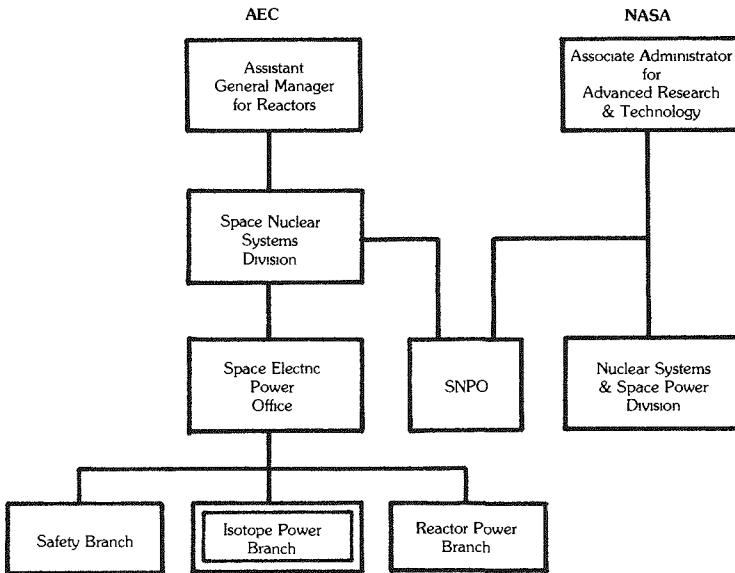 AEC
NASA
Assistant
General Manager
for Reactors
Associate Administrator
for
Advanced Research
& Technology
Space Nuclear
Systems
Division
Space Electric
Power
Office
SNPO
Nuclear Systems
& Space Power
Division
Safety Branch
Isotope Power
Branch
Reactor Power
Branch